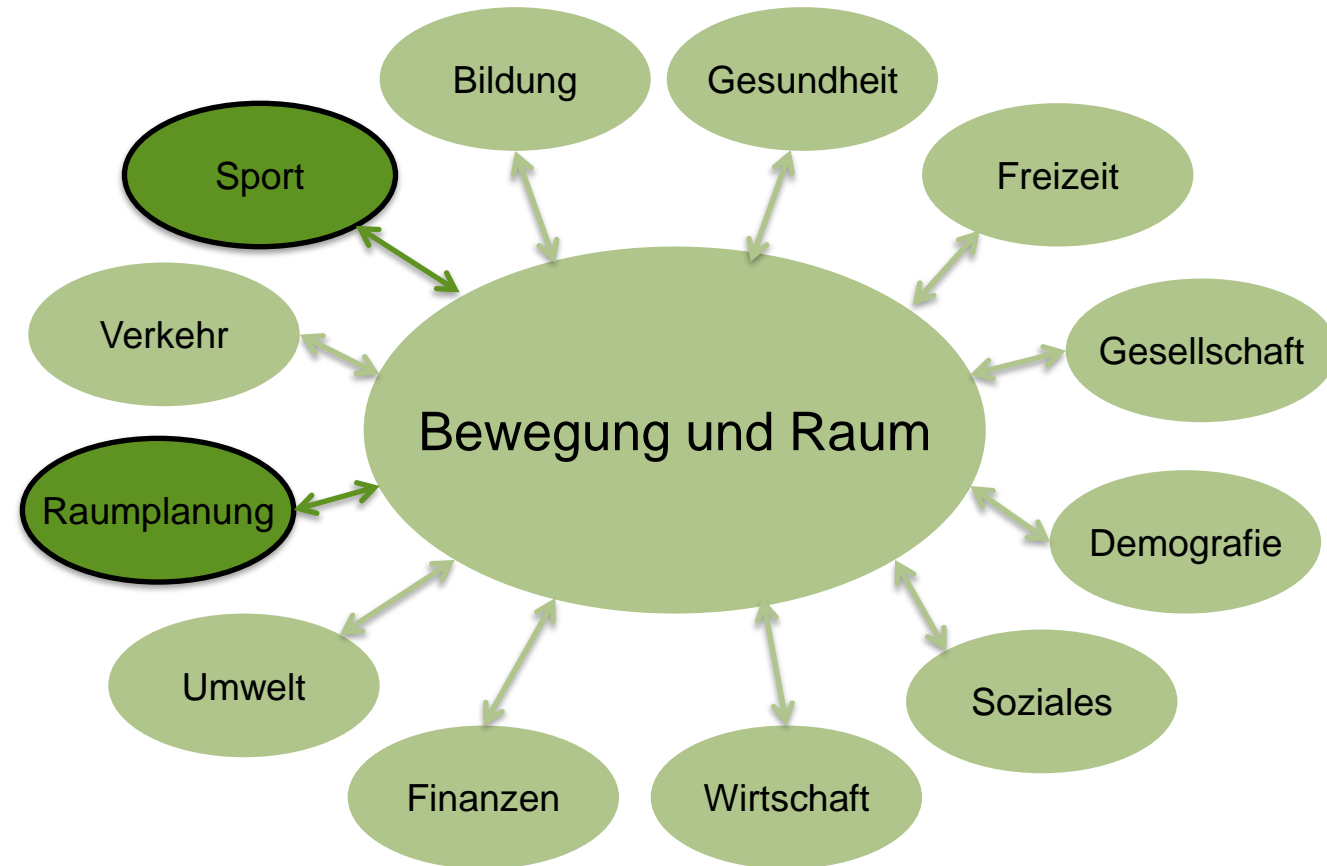 Bildung
Gesundheit
Sport
Freizeit
Verkehr
Gesellschaft
Bewegung und Raum
Raumplanung
Demografie
Umwelt
Soziales
Finanzen
Wirtschaft